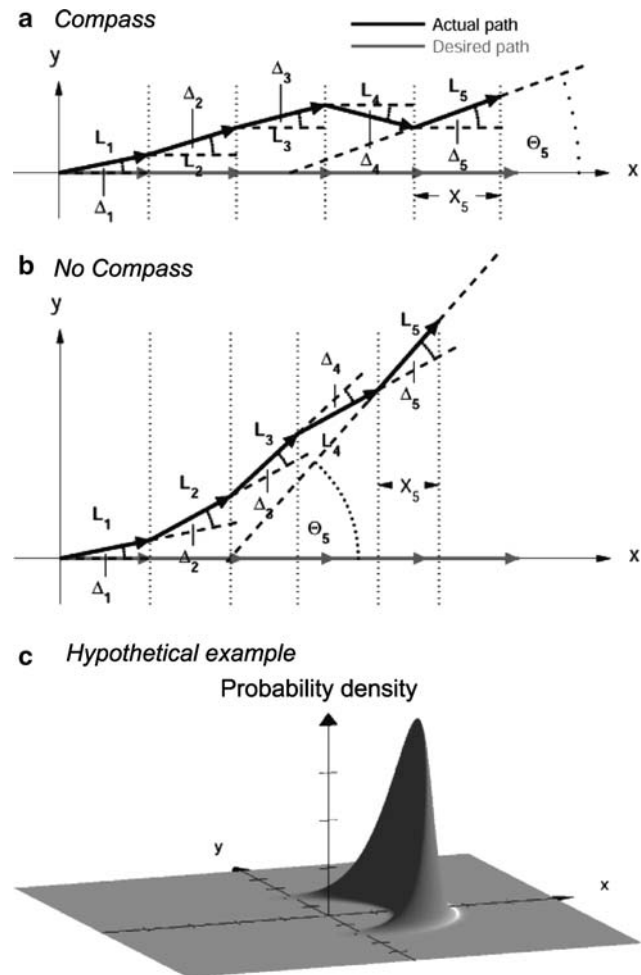 a Compass
Actual path
Desired path
y
L₁
Δ₁
Δ₂
L₂
Δ₃
L₃
L₄
Δ₄
L₅
Δ₅
Θ₅
X₅
x
b No Compass
y
L₁
Δ₁
L₂
Δ₂
L₃
Δ₃
Δ₄
L₄
L₅
Δ₅
X₅
Θ₅
x
c Hypothetical example
Probability density
y
x